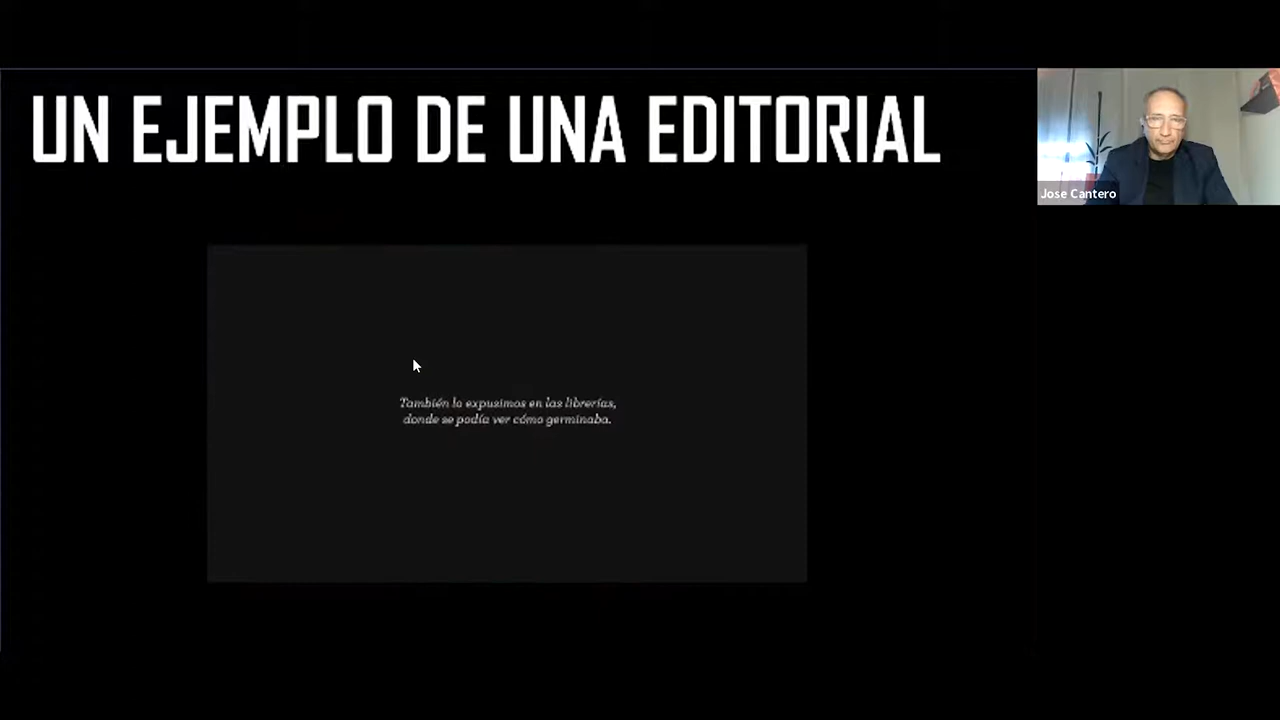 UN EJEMPLO DE UNA EDITORIAL
Jose Cantero
También lo expusimos en las librerías,
donde se podía ver cómo germinaba.